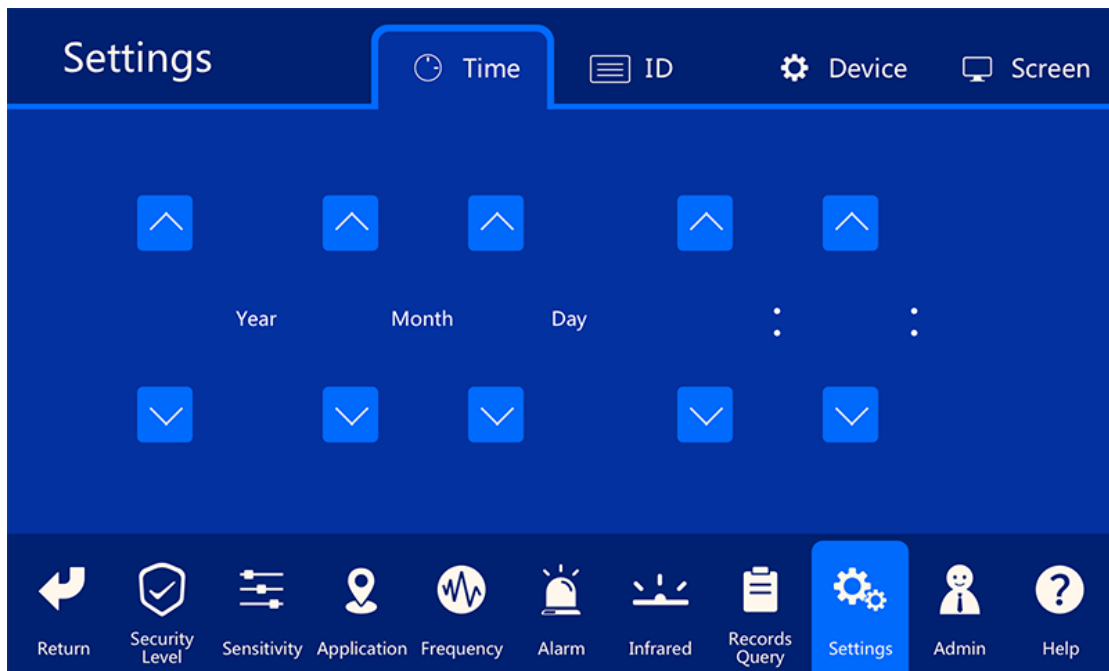 Settings
Time
ID
Device
Screen
Year
Month
Day
:
:
Return
Security
Level
Sensitivity
Application
Frequency
Alarm
Infrared
Records
Query
Settings
Admin
?
Help